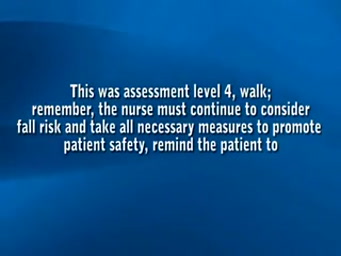 This was assessment level 4, walk;
remember, the nurse must continue to consider
fall risk and take all necessary measures to promote
patient safety, remind the patient to